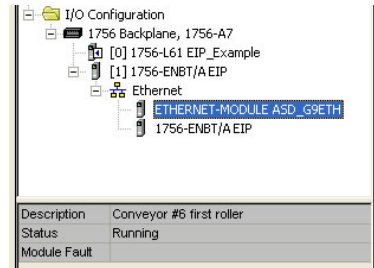 I/O Configuration
1756 Backplane, 1756-A7
[0] 1756-L61 EIP_Example
[1] 1756-ENBT/A EIP
Ethernet
ETHERNET-MODULE ASD_G9ETH
1756-ENBT/A EIP
Description Conveyor #6 first roller
Status Running
Module Fault